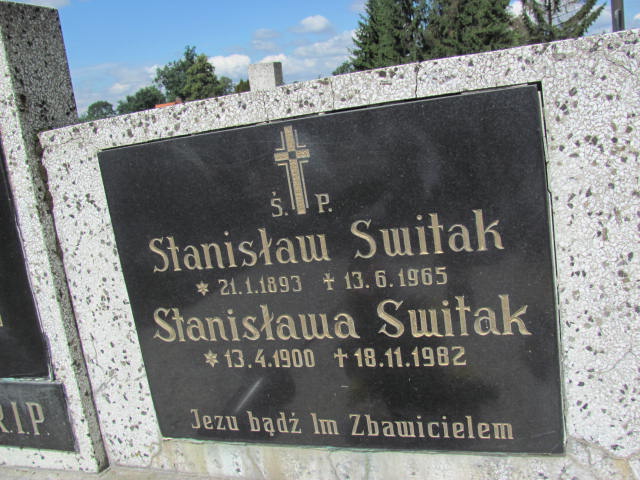 Ś. P.
Stanisław Switak
* 21.1.1893 ✝ 13.6.1965
Stanisława Switak
* 13.4.1900 ✝ 18.11.1982
Jezu bądź Im Zbawicielem
R.I.P.